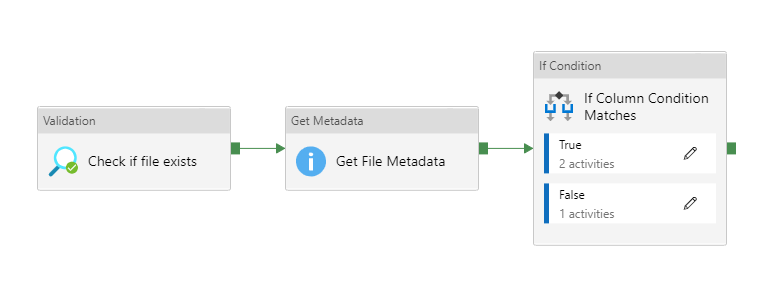 Validation
Check if file exists
Get Metadata
Get File Metadata
If Condition
If Column Condition
Matches
True
2 activities
False
1 activities